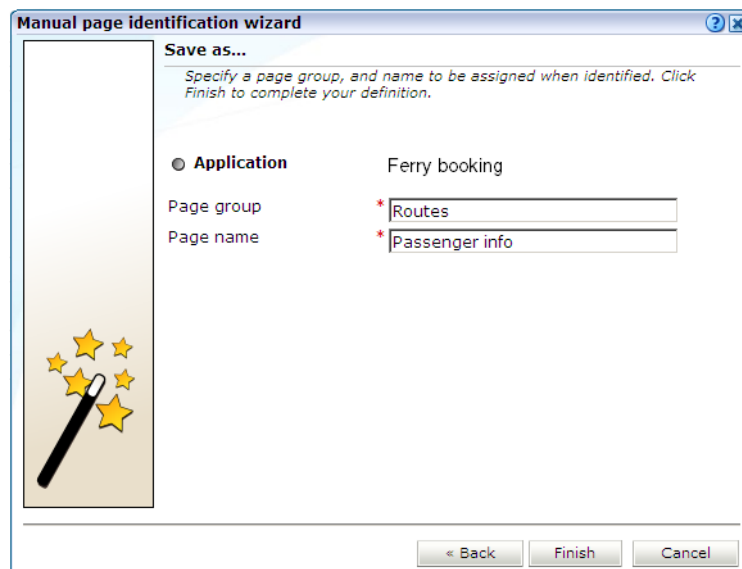 Manual page identification wizard ?
Save as...
Specify a page group, and name to be assigned when identified. Click
Finish to complete your definition.
Application Ferry booking
Page group * Routes
Page name * Passenger info
« Back Finish Cancel